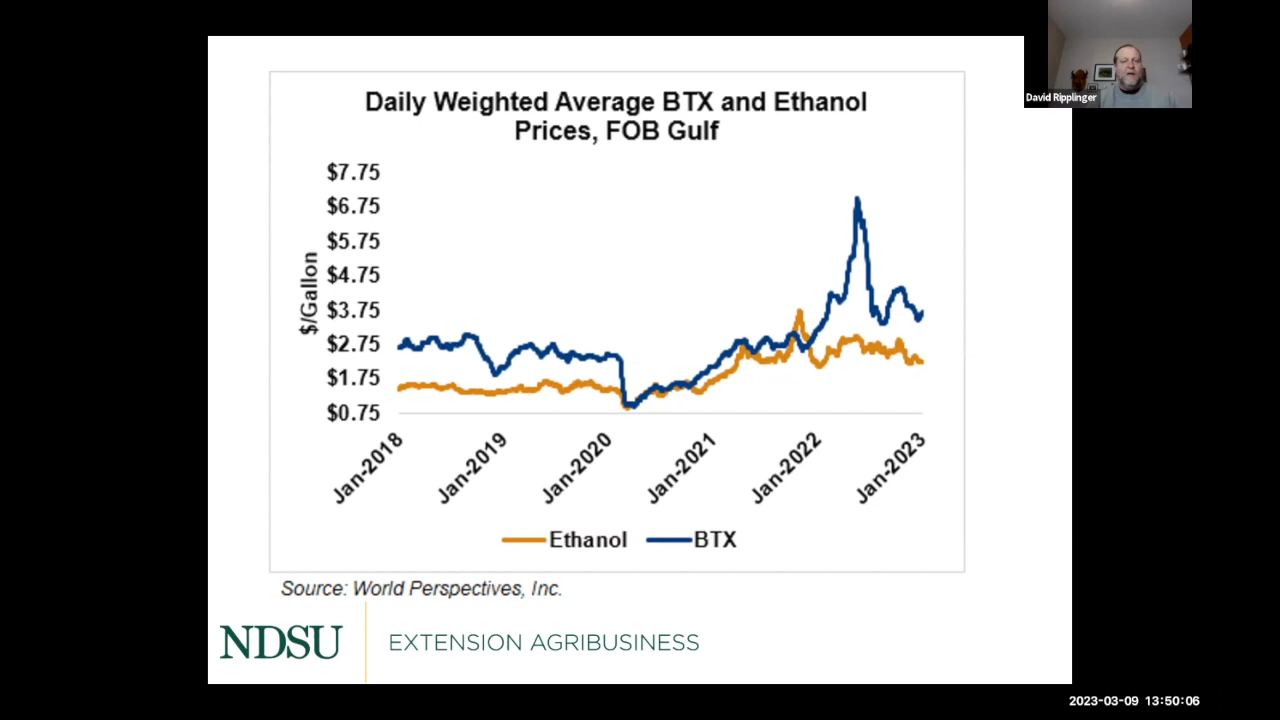 David Ripplinger
Daily Weighted Average BTX and Ethanol
Prices, FOB Gulf
$/Gallon
$7.75
$6.75
$5.75
$4.75
$3.75
$2.75
$1.75
$0.75
Jan-2018
Jan-2019
Jan-2020
Jan-2021
Jan-2022
Jan-2023
Ethanol
BTX
Source: World Perspectives, Inc.
NDSU
EXTENSION AGRIBUSINESS
2023-03-09 13:50:06